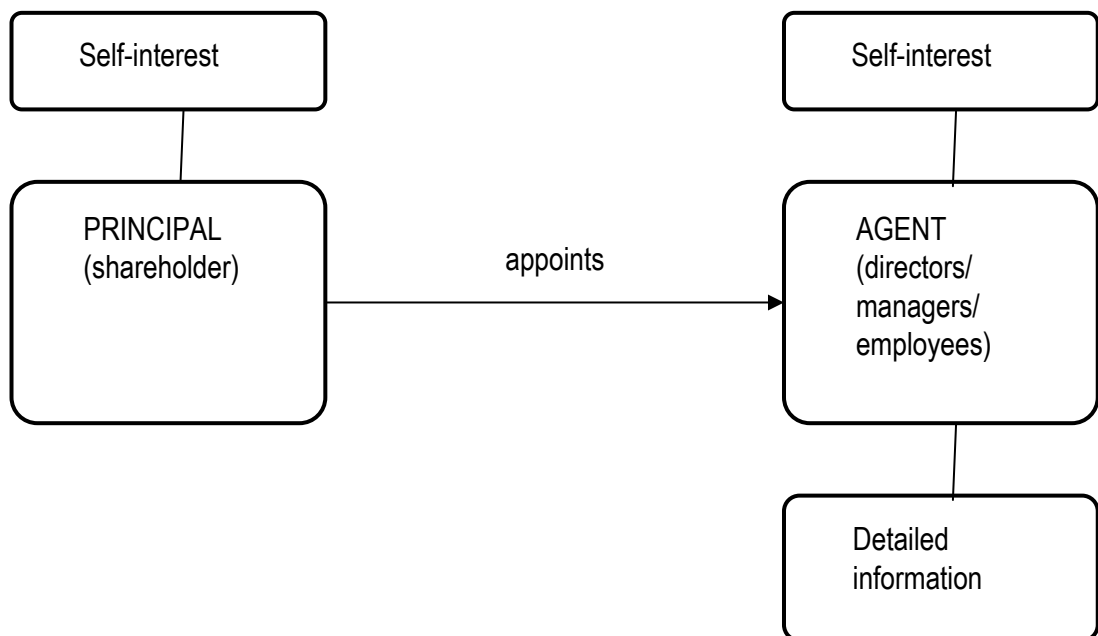 Self-interest
Self-interest
PRINCIPAL
(shareholder)
appoints
AGENT
(directors/
managers/
employees)
Detailed
information